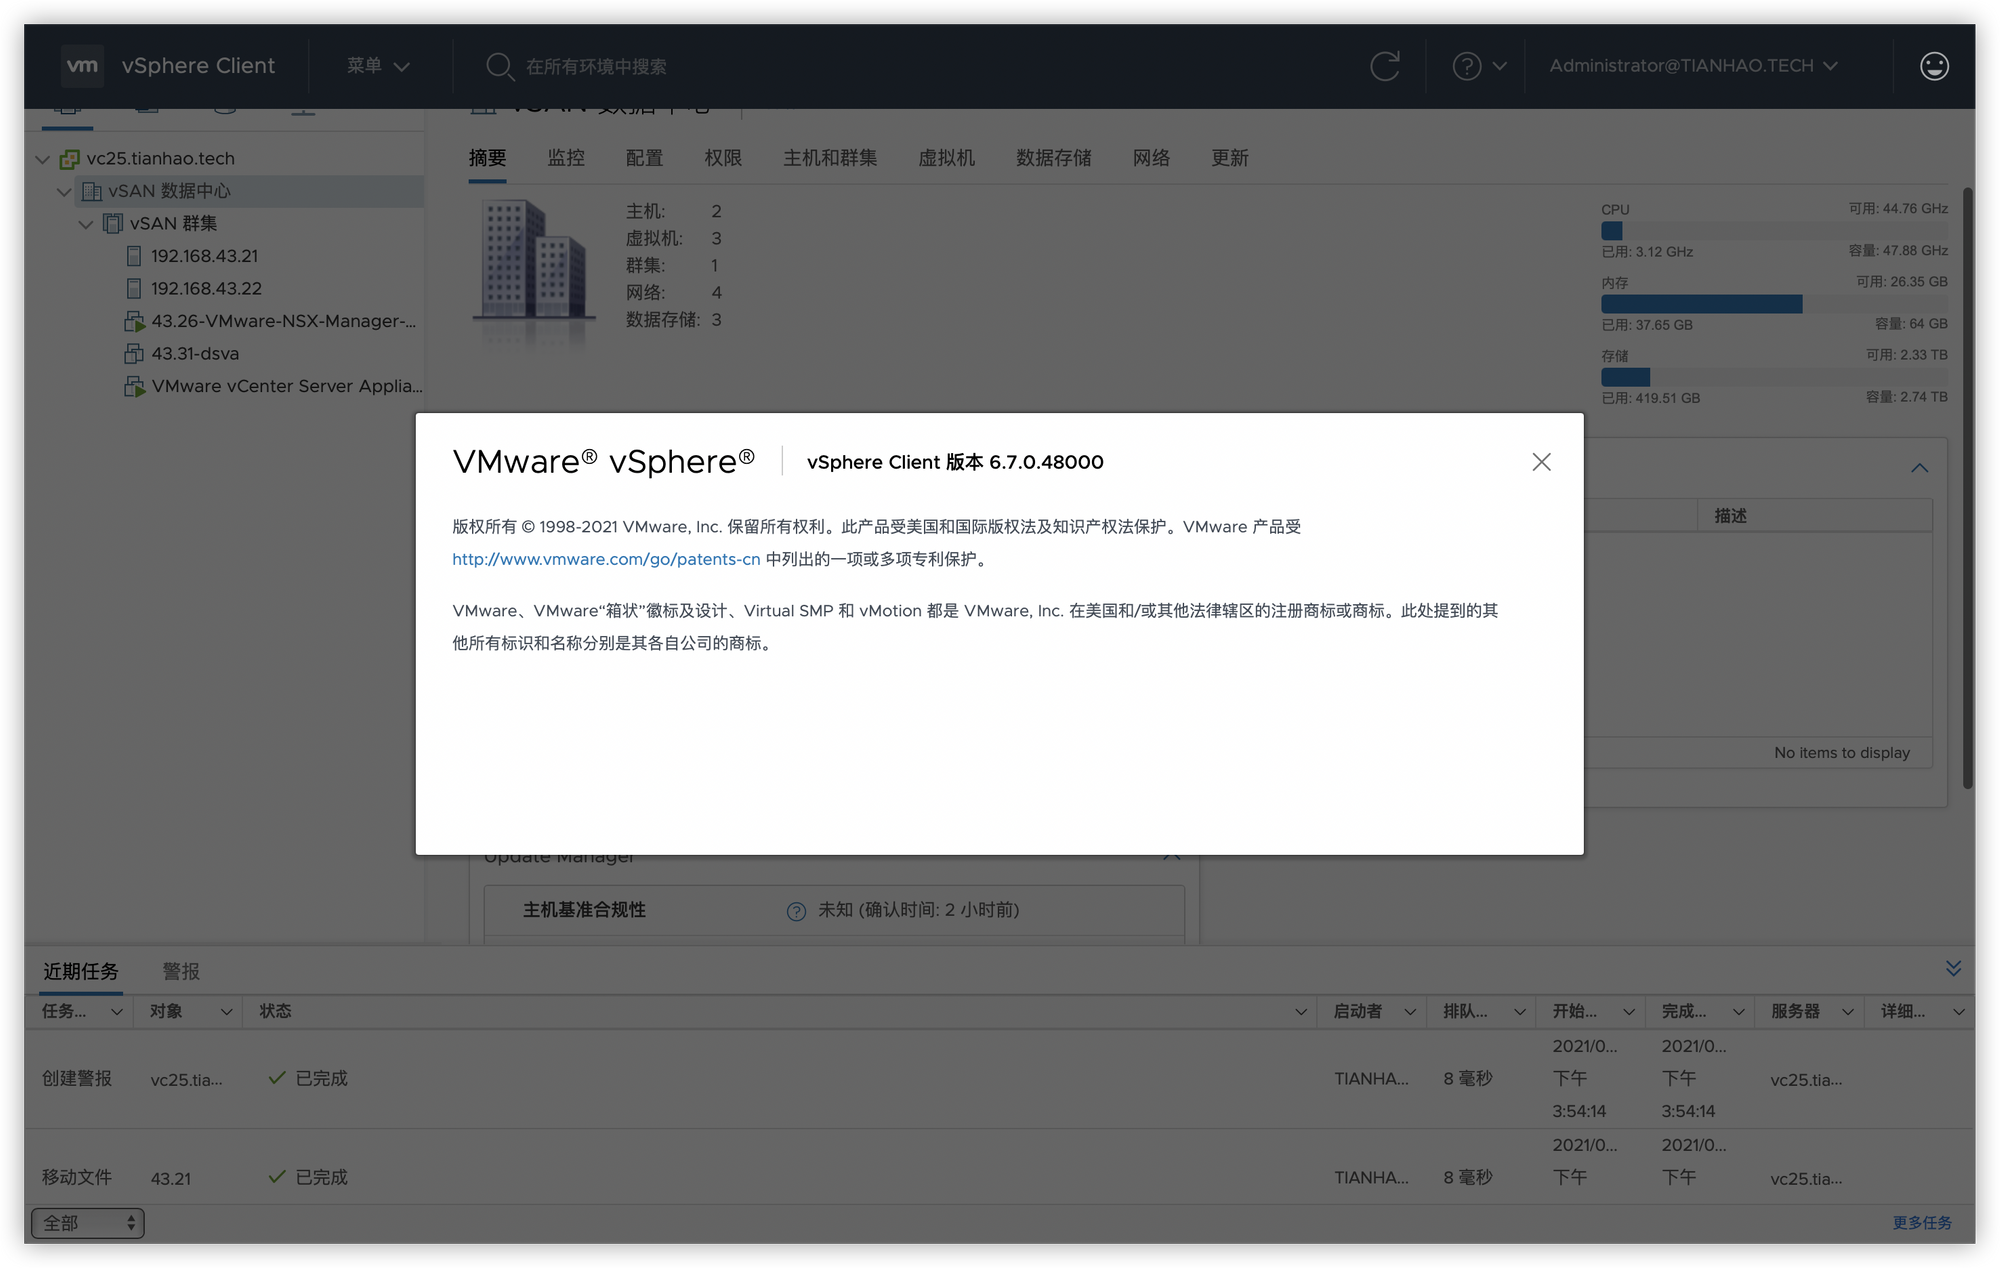 vm vSphere Client 菜单 在所有环境中搜索 Administrator@TIANHAO.TECH
vSAN 数据中心
vc25.tianhao.tech
vSAN 数据中心
vSAN 群集
192.168.43.21
192.168.43.22
43.26-VMware-NSX-Manager-...
43.31-dsva
VMware vCenter Server Applia...
摘要 监控 配置 权限 主机和群集 虚拟机 数据存储 网络 更新
主机: 2
虚拟机: 3
群集: 1
网络: 4
数据存储: 3
CPU 可用: 44.76 GHz
已用: 3.12 GHz 容量: 47.88 GHz
内存 可用: 26.35 GB
已用: 37.65 GB 容量: 64 GB
存储 可用: 2.33 TB
已用: 419.51 GB 容量: 2.74 TB
VMware® vSphere® vSphere Client 版本 6.7.0.48000
版权所有 © 1998-2021 VMware, Inc. 保留所有权利。此产品受美国和国际版权法及知识产权法保护。VMware 产品受
http://www.vmware.com/go/patents-cn 中列出的一项或多项专利保护。
VMware、VMware“箱状”徽标及设计、Virtual SMP 和 vMotion 都是 VMware, Inc. 在美国和/或其他法律辖区的注册商标或商标。此处提到的其
他所有标识和名称分别是其各自公司的商标。
描述
No items to display
Update Manager
主机基准合规性 未知 (确认时间: 2 小时前)
近期任务 警报
任务... 对象 状态 启动者 排队... 开始... 完成... 服务器 详细...
创建警报 vc25.tia... 已完成 TIANHA... 8 毫秒 2021/0... 下午 3:54:14 2021/0... 下午 3:54:14 vc25.tia...
移动文件 43.21 已完成 TIANHA... 8 毫秒 2021/0... 下午 2021/0... 下午 vc25.tia...
全部 更多任务